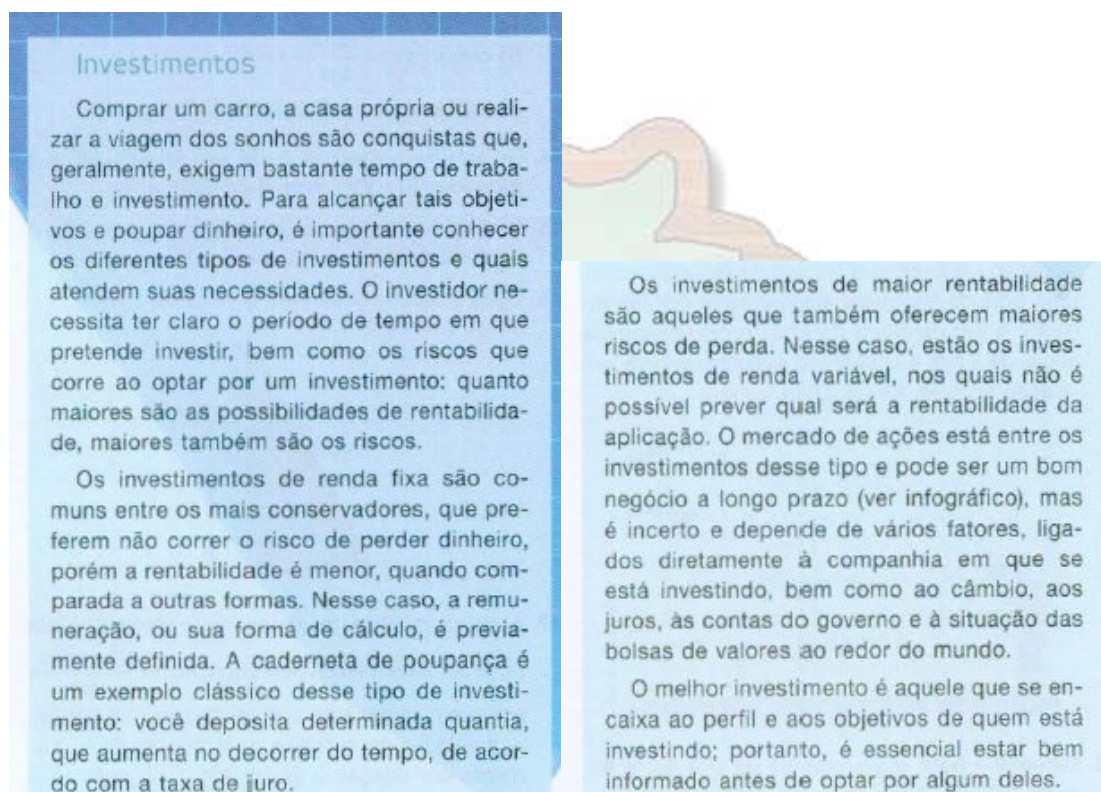 Investimentos
Comprar um carro, a casa própria ou reali-
zar a viagem dos sonhos são conquistas que,
geralmente, exigem bastante tempo de traba-
lho e investimento. Para alcançar tais objeti-
vos e poupar dinheiro, é importante conhecer
os diferentes tipos de investimentos e quais
atendem suas necessidades. O investidor ne-
cessita ter claro o período de tempo em que
pretende investir, bem como os riscos que
corre ao optar por um investimento: quanto
maiores são as possibilidades de rentabilida-
de, maiores também são os riscos.
Os investimentos de renda fixa são co-
muns entre os mais conservadores, que pre-
ferem não correr o risco de perder dinheiro,
porém a rentabilidade é menor, quando com-
parada a outras formas. Nesse caso, a remu-
neração, ou sua forma de cálculo, é previa-
mente definida. A caderneta de poupança é
um exemplo clássico desse tipo de investi-
mento: você deposita determinada quantia,
que aumenta no decorrer do tempo, de acor-
do com a taxa de juro.
Os investimentos de maior rentabilidade
são aqueles que também oferecem maiores
riscos de perda. Nesse caso, estão os inves-
timentos de renda variável, nos quais não é
possível prever qual será a rentabilidade da
aplicação. O mercado de ações está entre os
investimentos desse tipo e pode ser um bom
negócio a longo prazo (ver infográfico), mas
é incerto e depende de vários fatores, liga-
dos diretamente à companhia em que se
está investindo, bem como ao câmbio, aos
juros, às contas do governo e à situação das
bolsas de valores ao redor do mundo.
O melhor investimento é aquele que se en-
caixa ao perfil e aos objetivos de quem está
investindo; portanto, é essencial estar bem
informado antes de optar por algum deles.